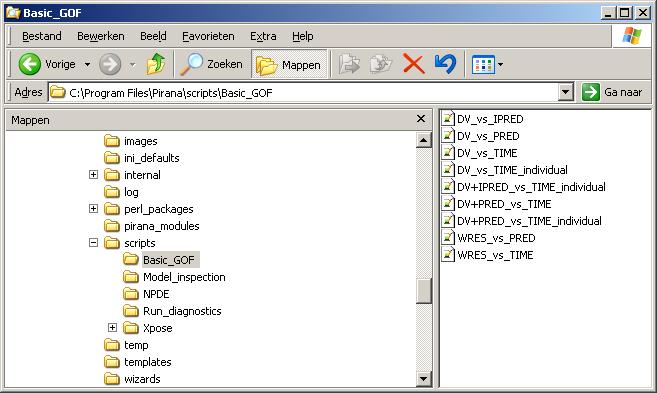 Basic_GOF
Bestand Bewerken Beeld Favorieten Extra Help
Vorige Zoeken Mappen
Adres C:\Program Files\Pirana\scripts\Basic_GOF Ga naar
Mappen
images
ini_defaults
internal
log
perl_packages
pirana_modules
scripts
Basic_GOF
Model_inspection
NPDE
Run_diagnostics
Xpose
temp
templates
wizards
DV_vs_IPRED
DV_vs_PRED
DV_vs_TIME
DV_vs_TIME_individual
DV+IPRED_vs_TIME_individual
DV+PRED_vs_TIME
DV+PRED_vs_TIME_individual
WRES_vs_PRED
WRES_vs_TIME